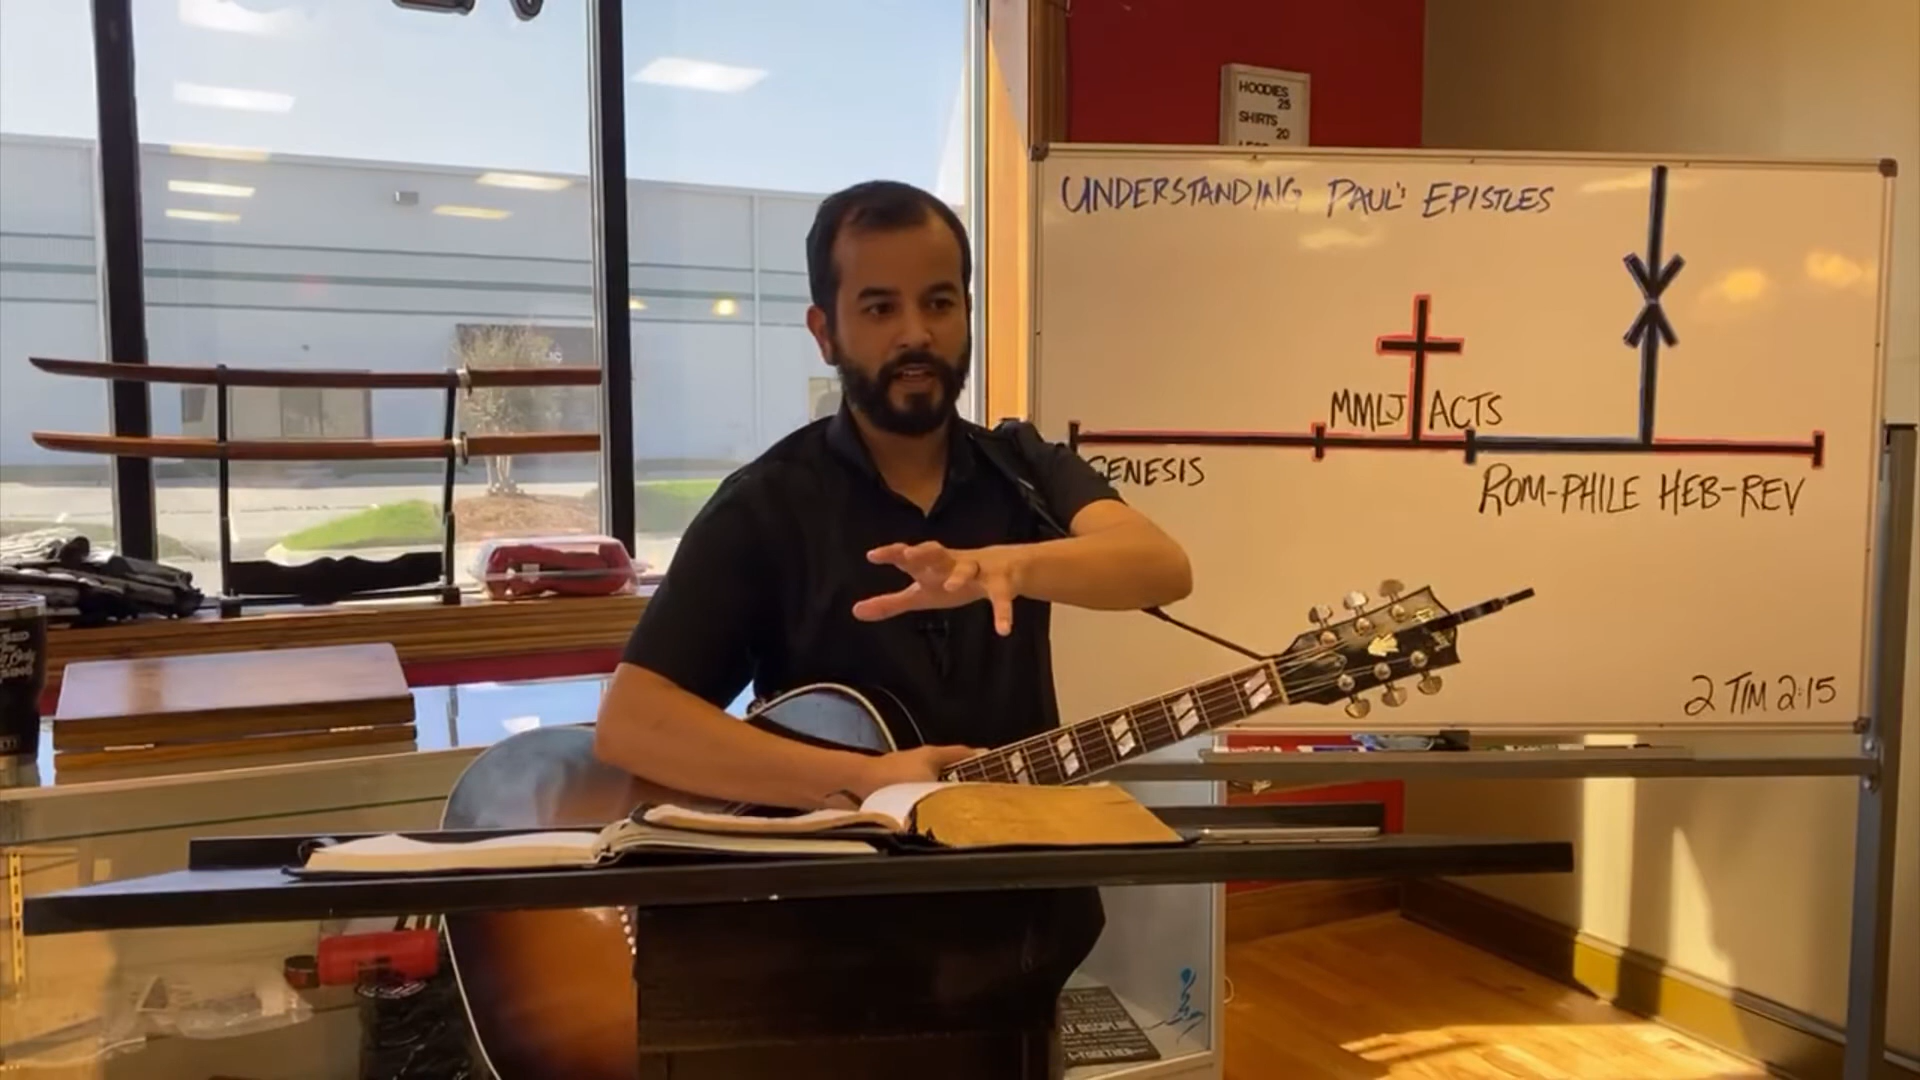 HOODIES
25
SHIRTS
20
UNDERSTANDING PAUL'S EPISTLES
MMLJ ACTS
GENESIS
ROM-PHILE HEB-REV
2 TIM 2:15